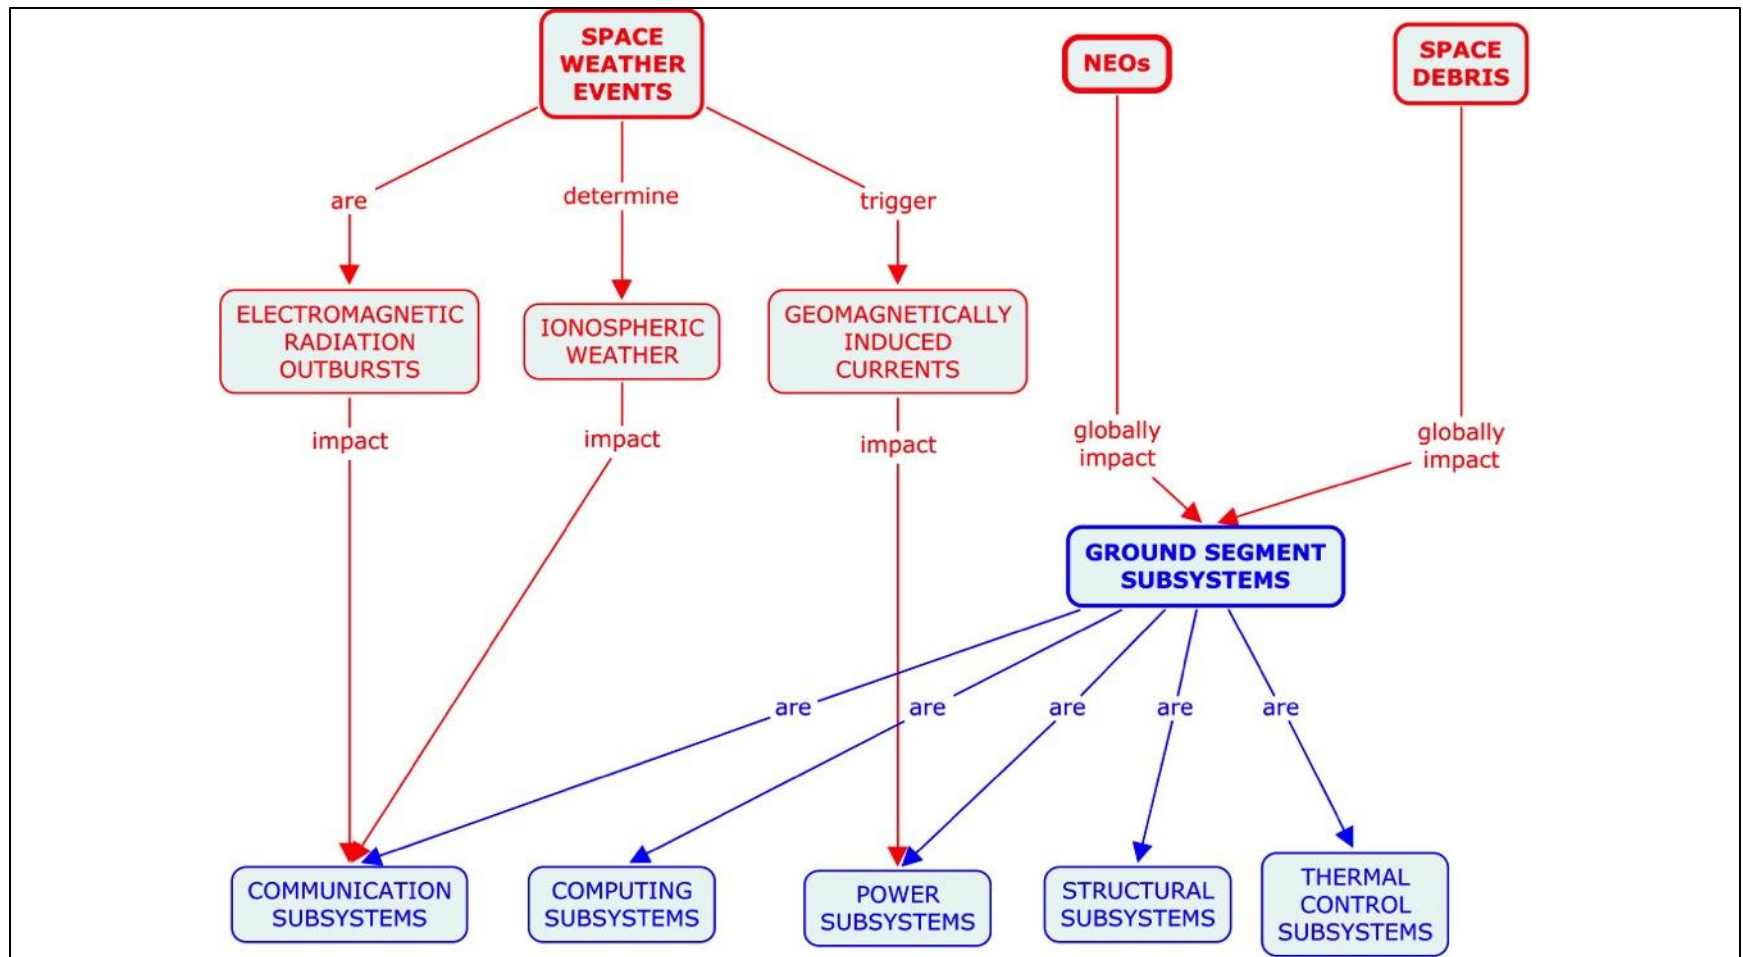 SPACE
WEATHER
EVENTS
NEOs
SPACE
DEBRIS
are
determine
trigger
ELECTROMAGNETIC
RADIATION
OUTBURSTS
IONOSPHERIC
WEATHER
GEOMAGNETICALLY
INDUCED
CURRENTS
impact
impact
impact
globally
impact
globally
impact
GROUND SEGMENT
SUBSYSTEMS
are
are
are
are
are
COMMUNICATION
SUBSYSTEMS
COMPUTING
SUBSYSTEMS
POWER
SUBSYSTEMS
STRUCTURAL
SUBSYSTEMS
THERMAL
CONTROL
SUBSYSTEMS